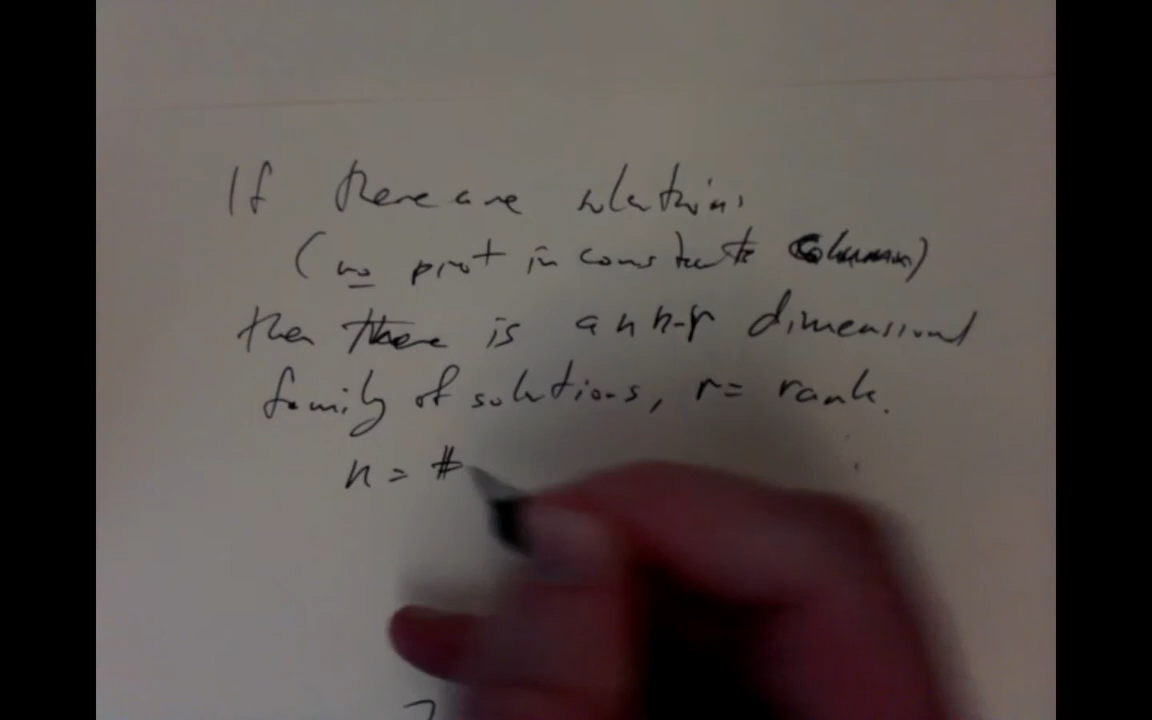 If there are solutions
(no pivot in constants column)
then there is an n-r dimensional
family of solutions, r = rank.
n = #